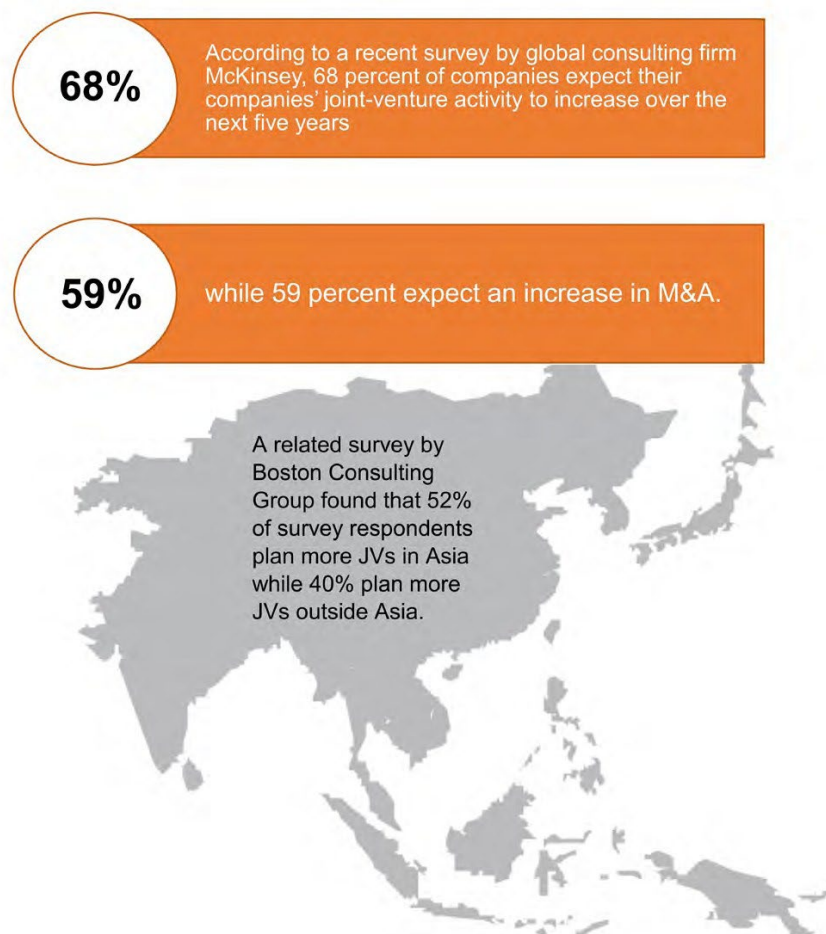 68%
According to a recent survey by global consulting firm
McKinsey, 68 percent of companies expect their
companies’ joint-venture activity to increase over the
next five years
59%
while 59 percent expect an increase in M&A.
A related survey by
Boston Consulting
Group found that 52%
of survey respondents
plan more JVs in Asia
while 40% plan more
JVs outside Asia.